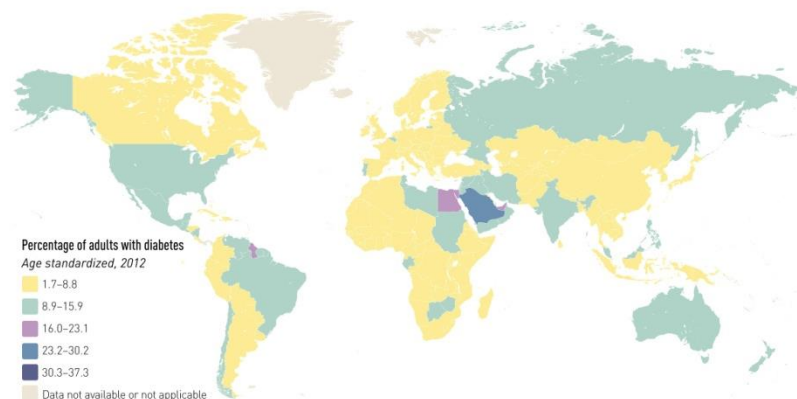 Percentage of adults with diabetes
Age standardized, 2012
1.7–8.8
8.9–15.9
16.0–23.1
23.2–30.2
30.3–37.3
Data not available or not applicable